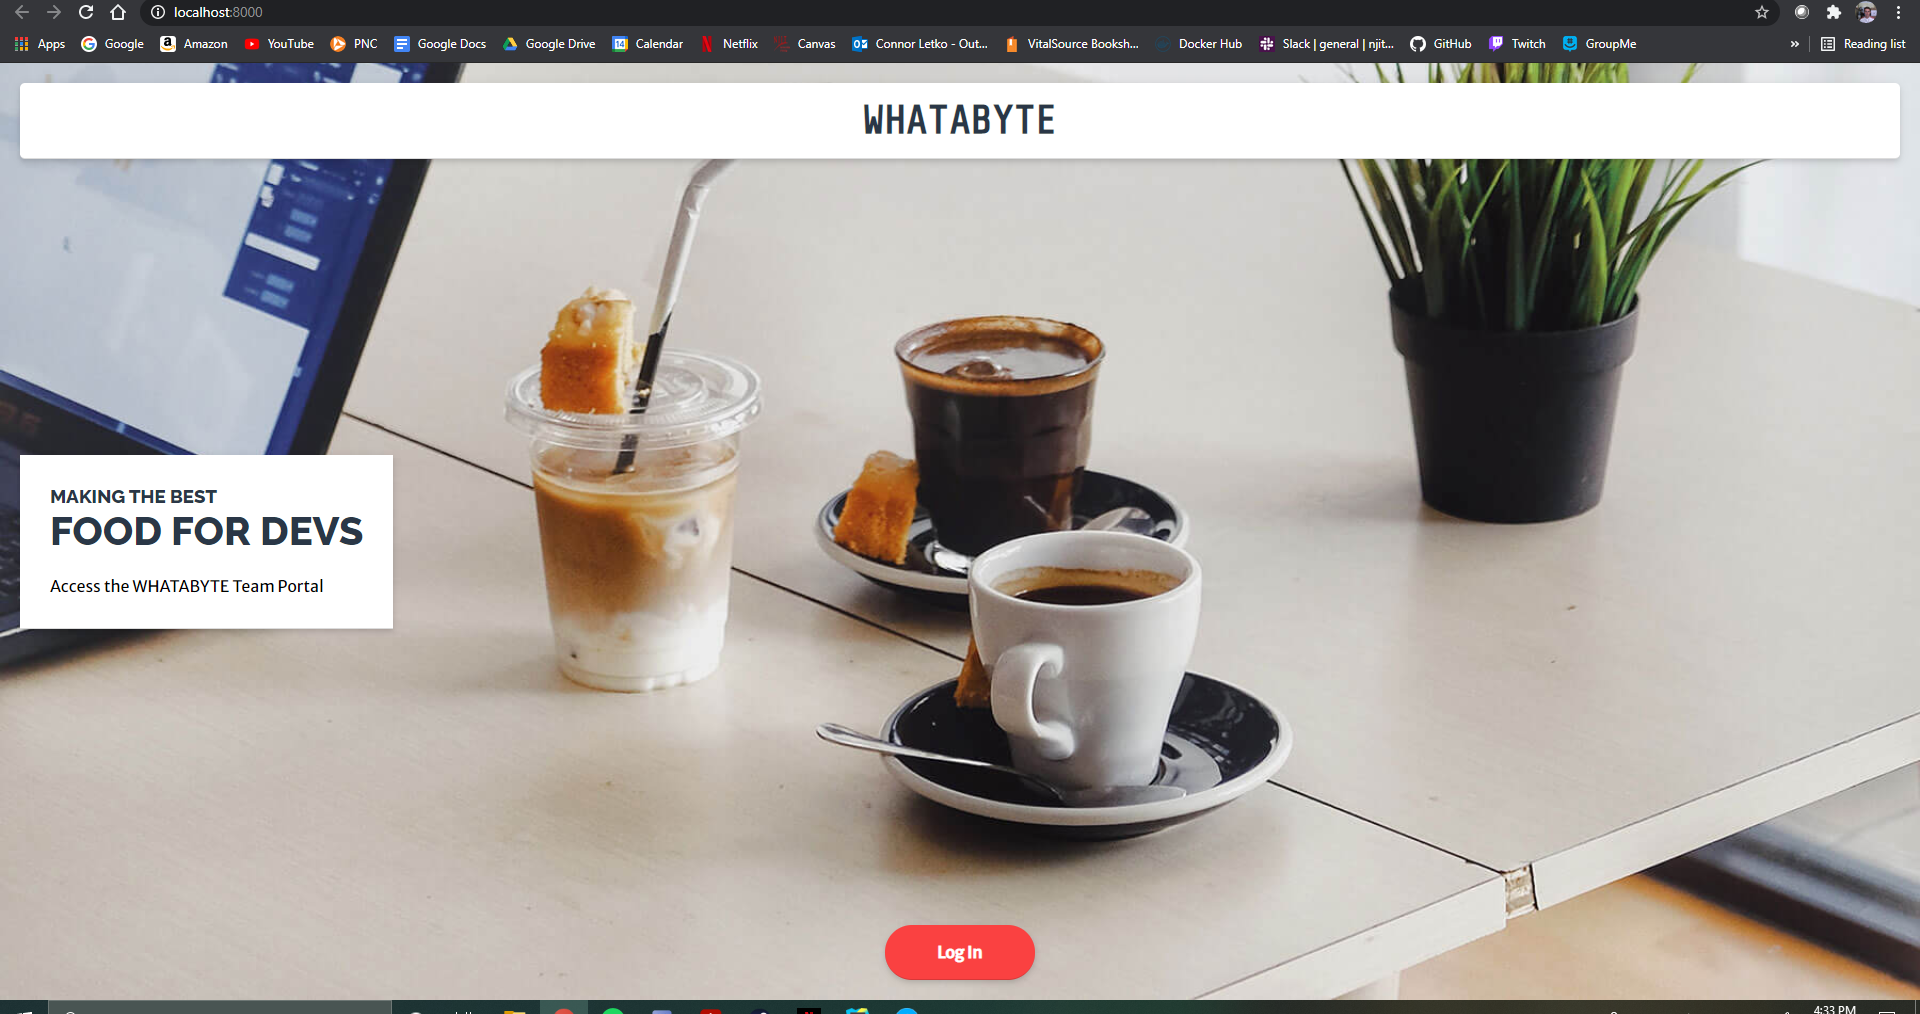 localhost:8000
Apps Google Amazon YouTube PNC Google Docs Google Drive Calendar Netflix Canvas Connor Letko - Out... VitalSource Booksh... Docker Hub Slack | general | njit... GitHub Twitch GroupMe » Reading list
WHATABYTE
MAKING THE BEST
FOOD FOR DEVS
Access the WHATABYTE Team Portal
Log In
4:33 PM